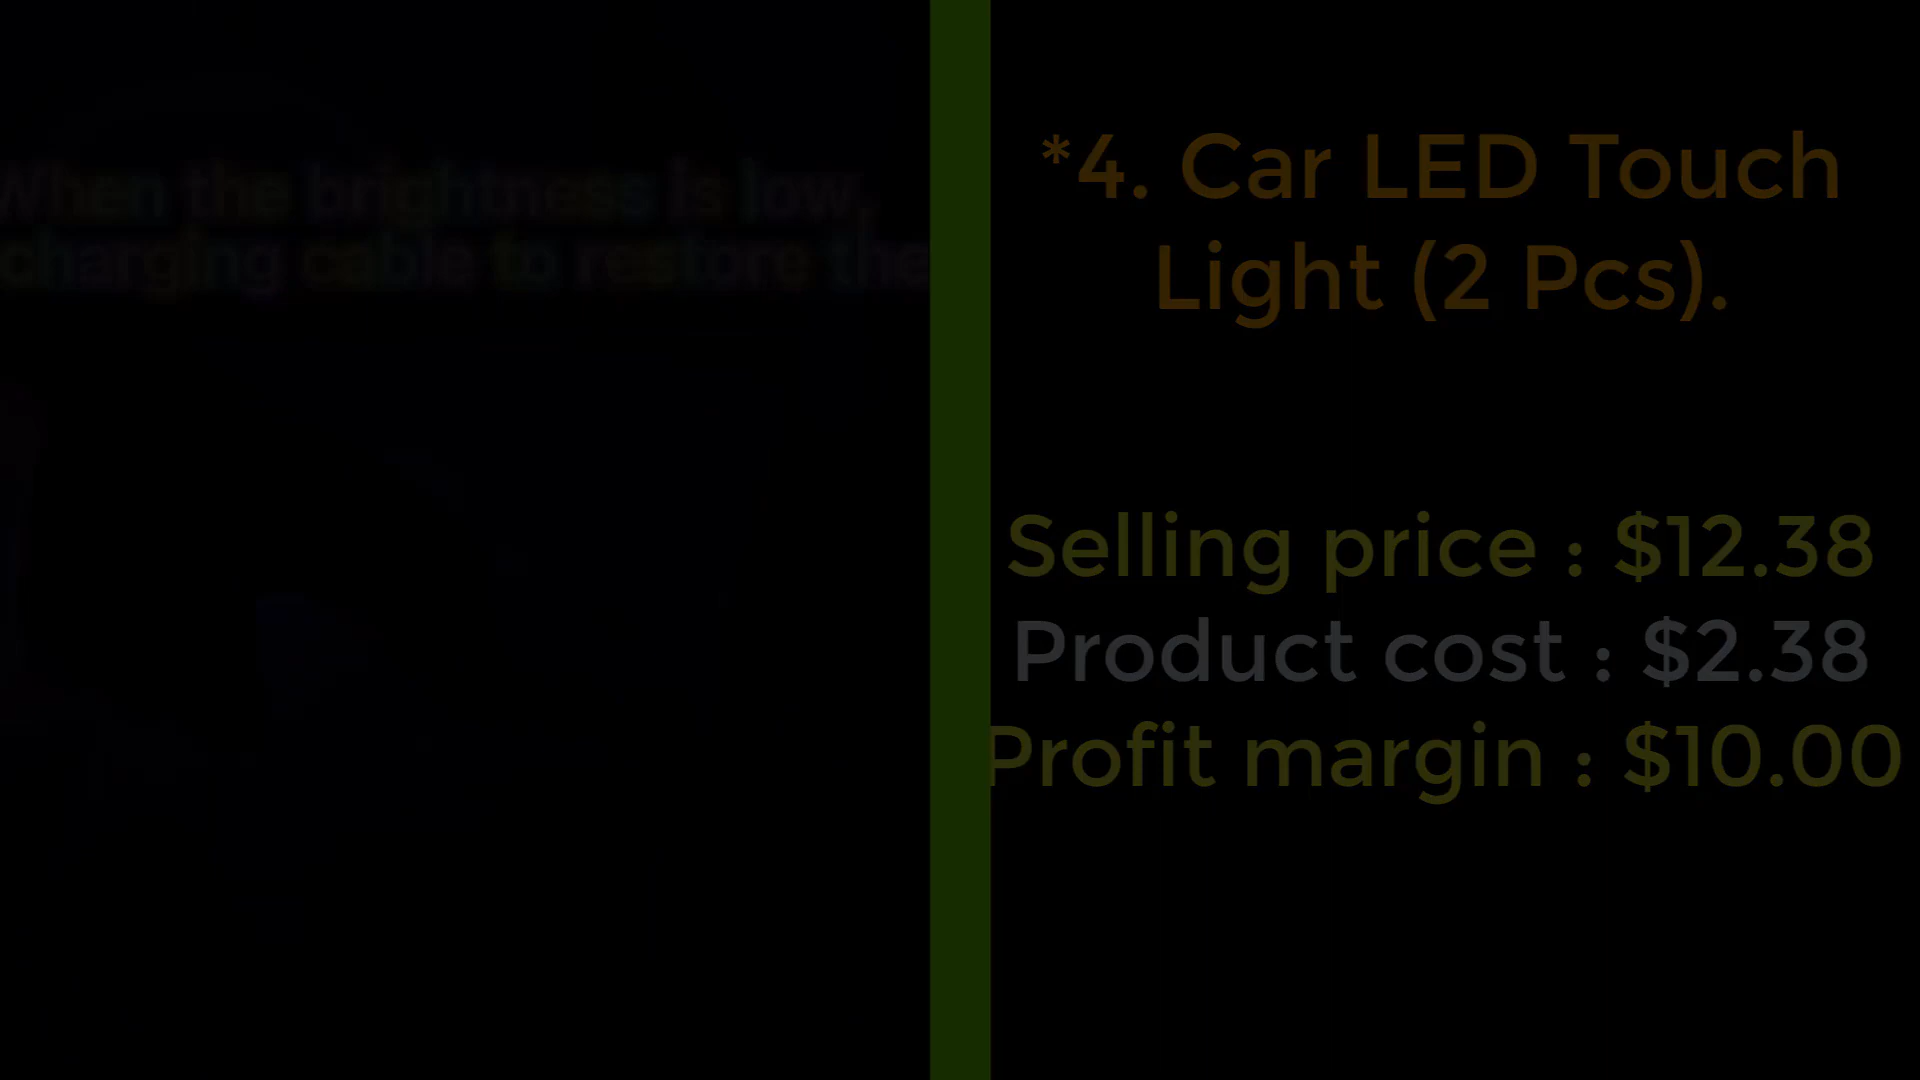 When the brightness is low,
charging cable to restore the
*4. Car LED Touch
Light (2 Pcs).
Selling price : $12.38
Product cost : $2.38
Profit margin : $10.00